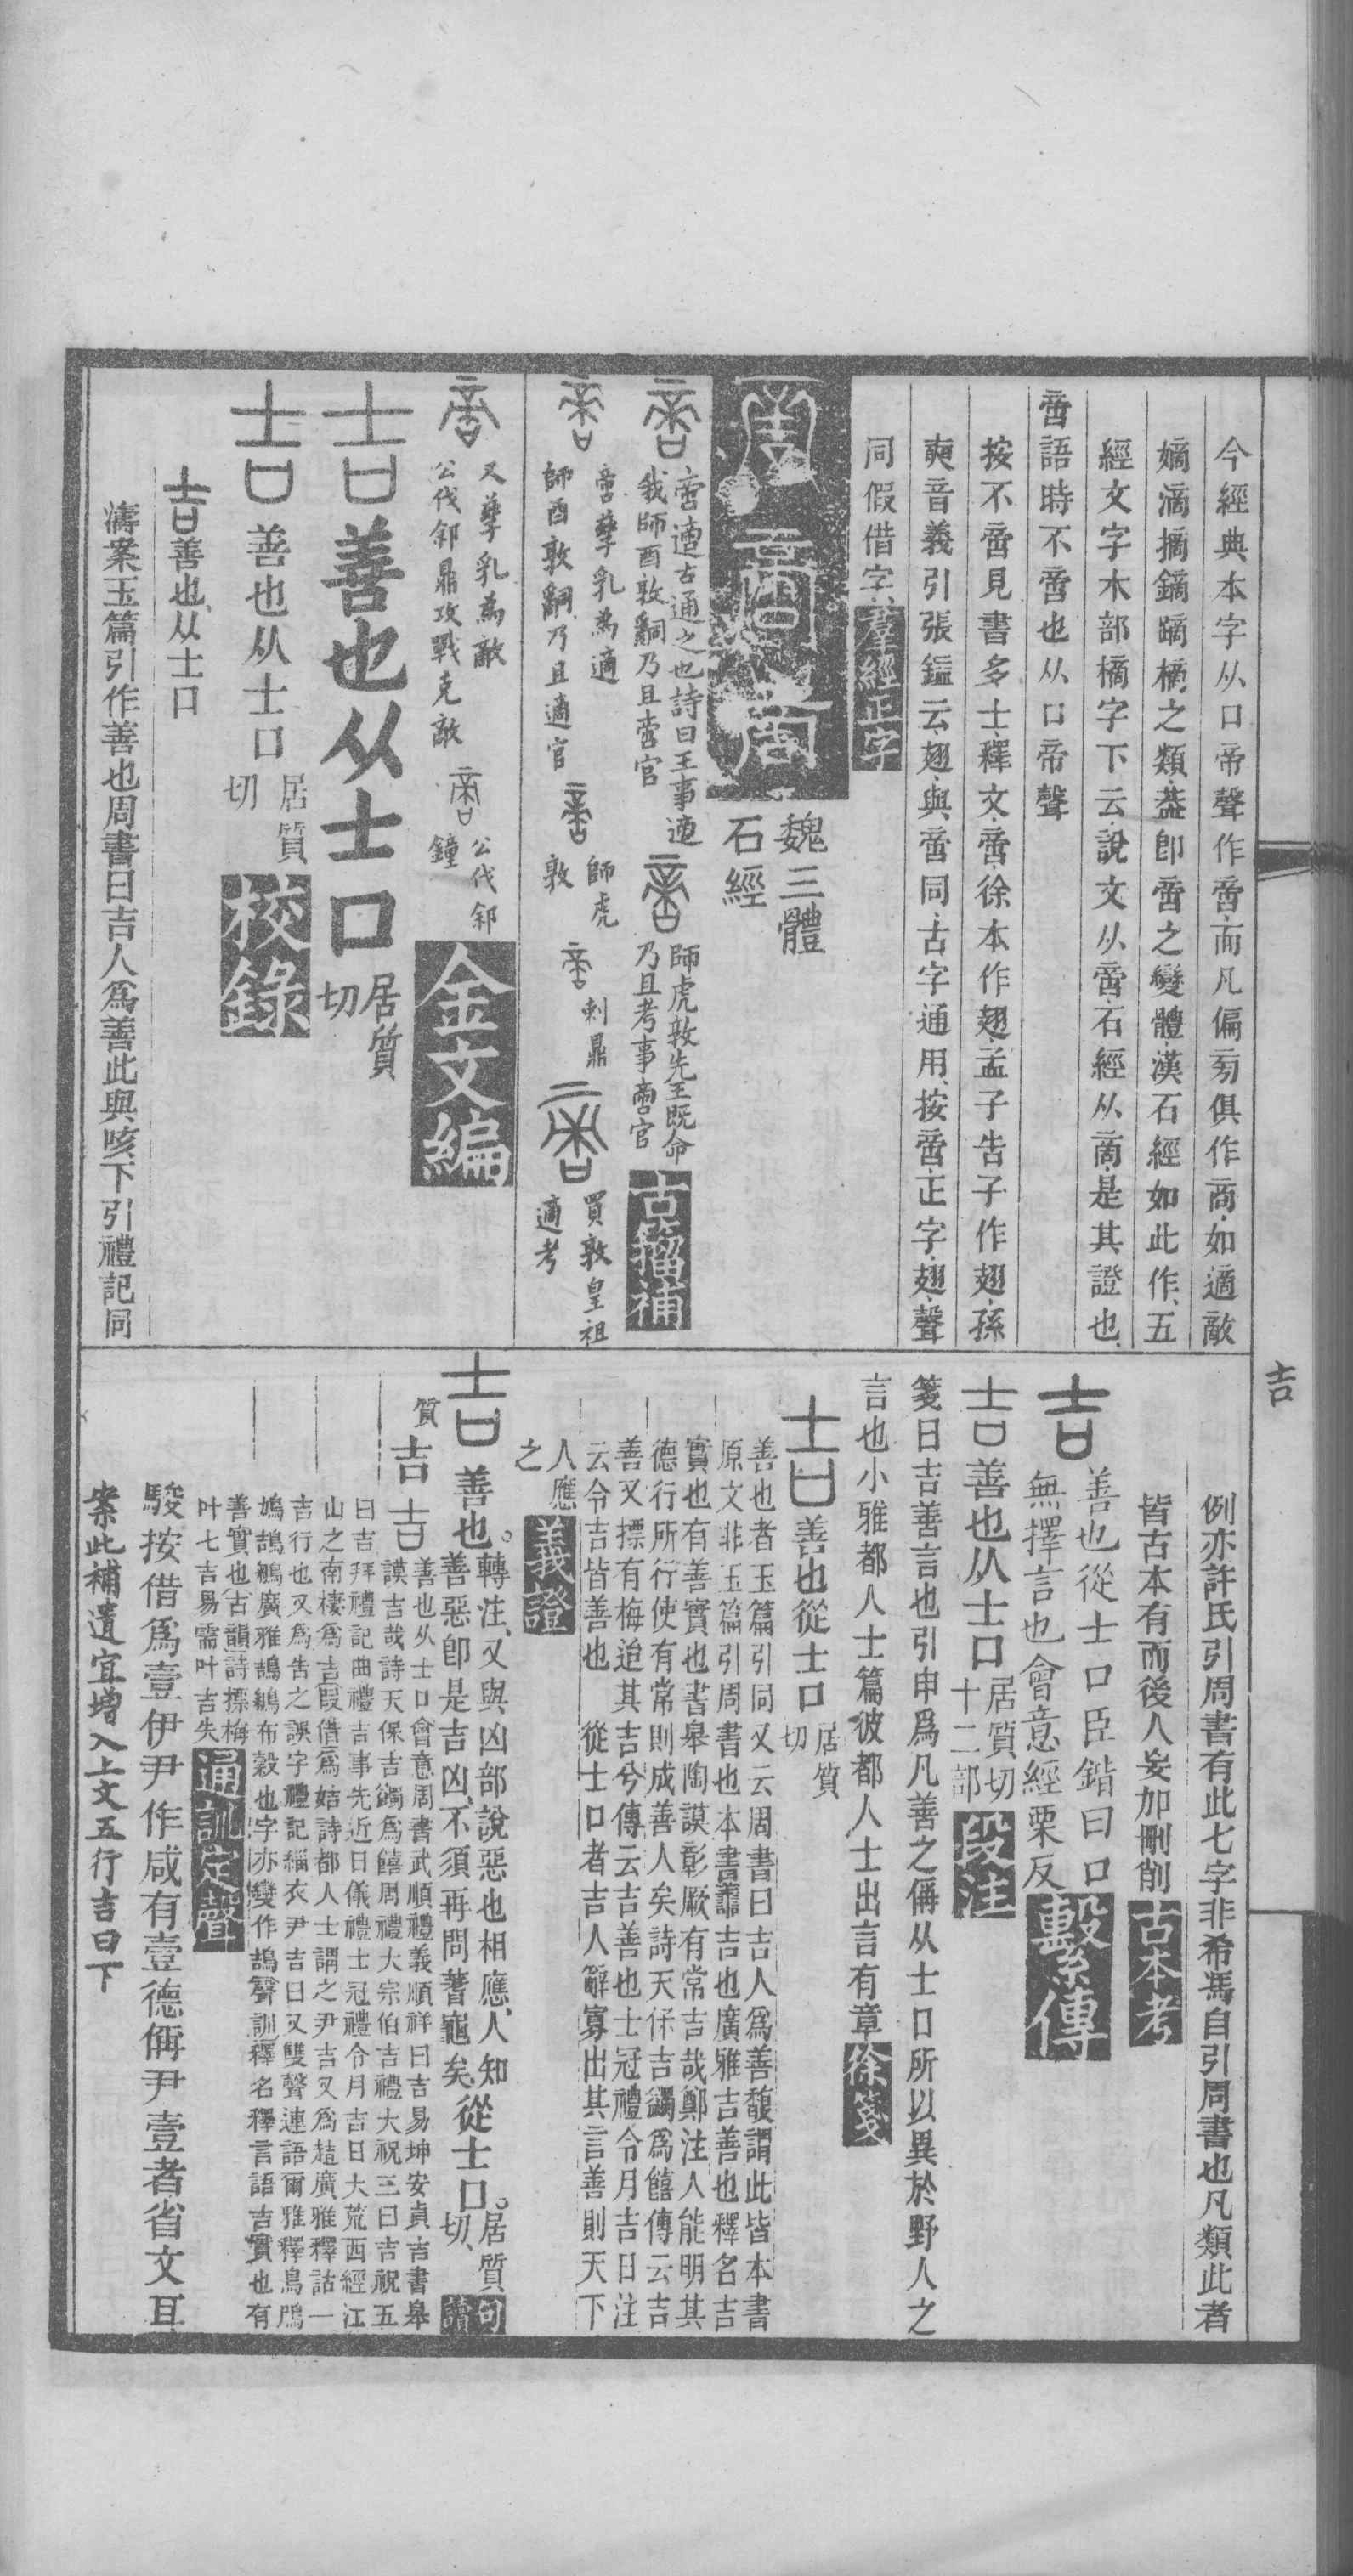 今經典本字从口帝聲作啻而凡偏旁俱作商如適敵
嫡滴摘鏑蹢樀之類葢卽啻之變體漢石經如此作五
經文字木部樀字下云說文从啻石經从商是其證也
啻語時不啻也从口帝聲
按不啻見書多士釋文啻徐本作翅孟子告子作翅孫
奭音義引張鎰云翅與啻同古字通用按啻正字翅聲
同假借字羣經正字
魏三體
石經
啻適古通之也詩曰王事適
我師酉敦嗣乃且啻官
師虎敦先王既命
乃且考事啻官
古籀補
啻孳乳為適
師酉敦嗣乃且適官
師虎
敦
刺鼎
買敦皇祖
適考
又孳乳為敵
公伐郐鼎攻戰克敵
公伐郐
鐘
金文編
吉善也从士口居質切
吉善也从士口居質切校錄
吉善也从士口
濤案玉篇引作善也周書曰吉人爲善此與咳下引禮記同
吉
例亦許氏引周書有此七字非希馮自引周書也凡類此者
皆古本有而後人妄加刪削古本考
吉善也從士口臣鍇曰口
無擇言也會意經栗反繫傳
吉善也从士口居質切
十二部段注
箋曰吉善言也引申爲凡善之偁从士口所以異於野人之
言也小雅都人士篇彼都人士出言有章徐箋
吉善也從士口居質切
善也者玉篇引同又云周書曰吉人爲善馥謂此皆本書
原文非玉篇引周書也本書蘁吉也廣雅吉善也釋名吉
實也有善實也書皋陶謨彰厥有常吉哉鄭注人能明其
德行所行使有常則成善人矣詩天保吉蠲爲饎傳云吉
善又摽有梅迨其吉兮傳云吉善也士冠禮令月吉日注
云令吉皆善也　從士口者吉人辭寡出其言善則天下
人應
之義證
吉善也。轉注、又與凶部說惡也相應、人知
善惡卽是吉凶、不須再問蓍龜矣從士口。居質
切、句讀
質
吉吉善也从士口會意周書武順禮義順祥曰吉易坤安貞吉書皋
謨吉哉詩天保吉蠲爲饎周禮大宗伯吉禮大祝三曰吉祝五
曰吉拜禮記曲禮吉事先近日儀禮士冠禮令月吉日大荒西經江
山之南棲爲吉叚借爲姞詩都人士謂之尹吉又爲趌廣雅釋詁一
吉行也又爲告之誤字禮記緇衣尹吉曰又雙聲連語爾雅釋鳥鳲
鳩鴶鵴廣雅鴶鵴布穀也字亦變作鴶聲訓釋名釋言語吉實也有
善實也古韻詩摽梅
叶七吉易需叶吉失通訓定聲
駿按借爲壹伊尹作咸有壹德偁尹壹者省文耳
案此補遺宜增入上文五行吉曰下